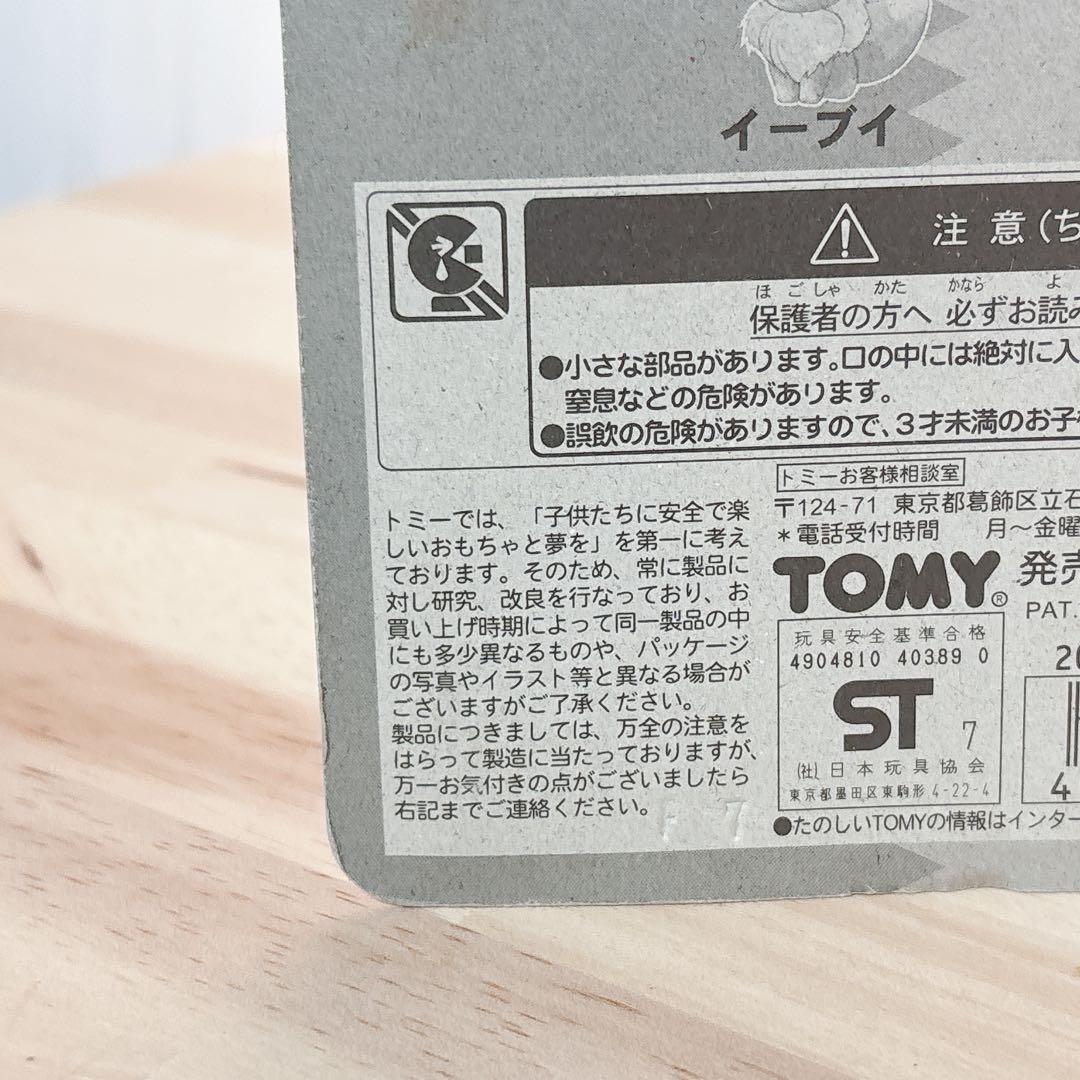 イーブイ
注意(ち
ほごしゃ かた かなら よ
保護者の方へ 必ずお読み
●小さな部品があります。口の中には絶対に入
窒息などの危険があります。
●誤飲の危険がありますので、3才未満のお子
トミーでは、「子供たちに安全で楽
しいおもちゃと夢を」を第一に考え
ております。そのため、常に製品に
対し研究、改良を行なっており、お
買い上げ時期によって同一製品の中
にも多少異なるものや、パッケージ
の写真やイラスト等と異なる場合が
ございますがご了承ください。
製品につきましては、万全の注意を
はらって製造に当たっておりますが、
万一お気付きの点がございましたら
右記までご連絡ください。
トミーお客様相談室
〒124-71 東京都葛飾区立石
*電話受付時間 月〜金曜
TOMY® 発売
PAT.
玩具安全基準合格
4904810 40389 0
ST 7
(社)日本玩具協会
東京都墨田区東駒形4-22-4
20
4
●たのしいTOMYの情報はインター
F 7